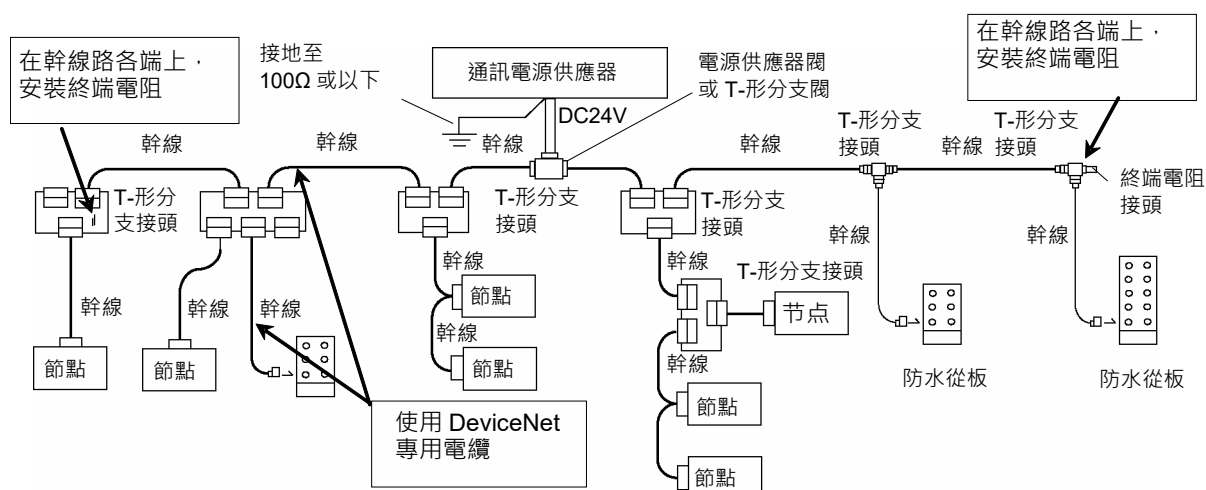 在幹線路各端上，
安裝終端電阻
接地至
100Ω 或以下
通訊電源供應器
電源供應器閥
或 T-形分支閥
在幹線路各端上，
安裝終端電阻
DC24V
幹線
幹線
幹線
幹線
T-形分支
接頭
幹線
T-形分支
接頭
終端電阻
接頭
T-形分
支接頭
T-形分支
接頭
T-形分支
接頭
幹線
幹線
幹線
幹線
T-形分支接頭
幹線
幹線
幹線
節點
节点
幹線
幹線
節點
節點
節點
節點
防水從板
防水從板
使用 DeviceNet
專用電纜
節點